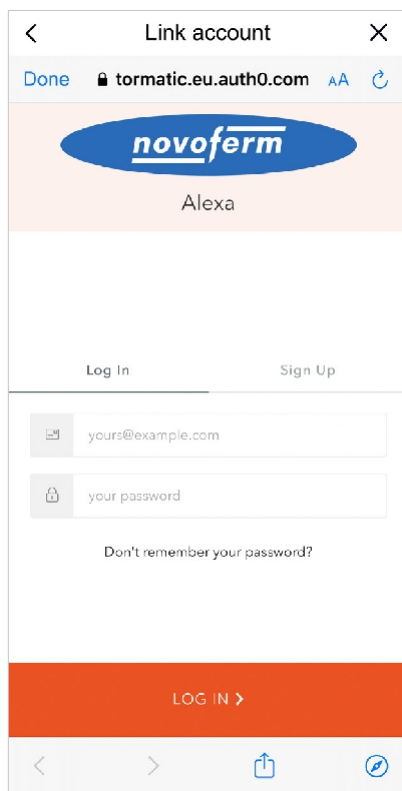 Link account
Done tormatic.eu.auth0.com AA
novoferm
Alexa
Log In Sign Up
yours@example.com
your password
Don't remember your password?
LOG IN